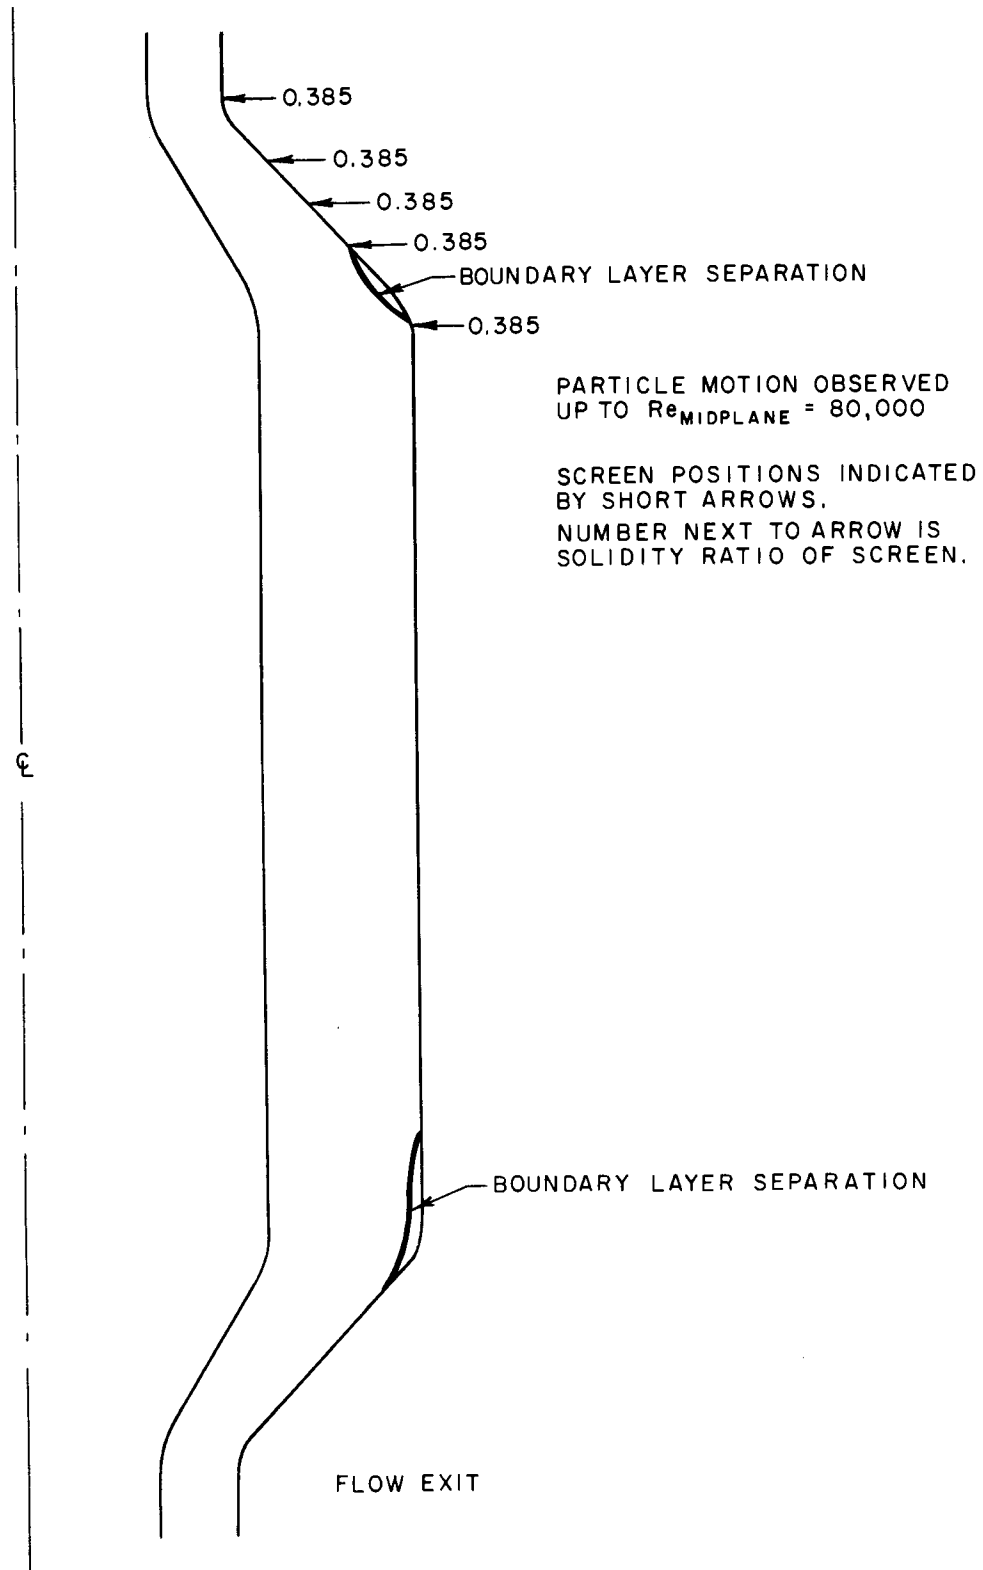 0.385
0.385
0.385
0.385
BOUNDARY LAYER SEPARATION
0.385
PARTICLE MOTION OBSERVED
UP TO Re MIDPLANE = 80,000
SCREEN POSITIONS INDICATED
BY SHORT ARROWS.
NUMBER NEXT TO ARROW IS
SOLIDITY RATIO OF SCREEN.
℄
BOUNDARY LAYER SEPARATION
FLOW EXIT